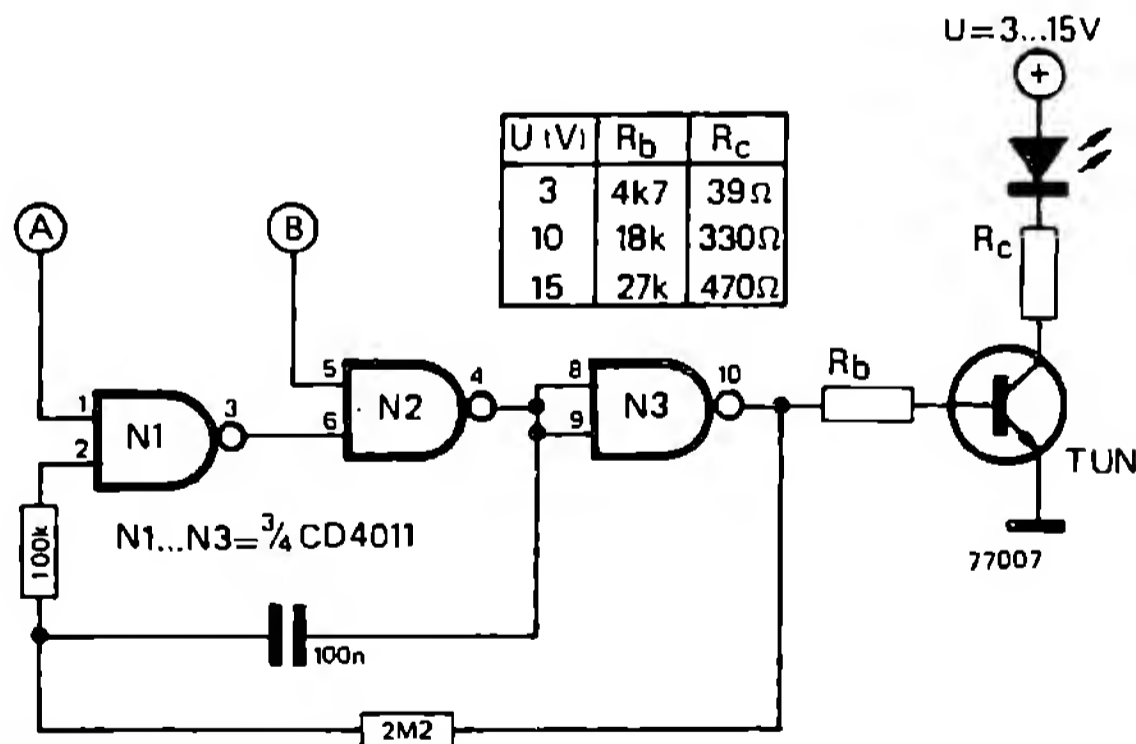 U=3...15V
+
U (V) Rb Rc
3 4k7 39Ω
10 18k 330Ω
15 27k 470Ω
A
B
Rc
1
2
N1
3
5
6
N2
4
8
9
N3
10
Rb
TUN
100k
N1...N3=¾ CD4011
77007
100n
2M2